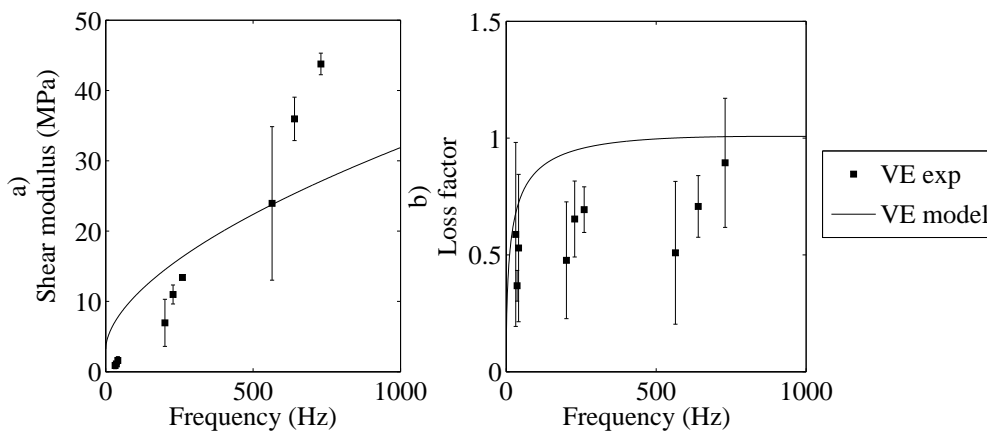 50
40
30
20
10
0
0
500
1000
Frequency (Hz)
a)
Shear modulus (MPa)
1.5
1
0.5
0
0
500
1000
Frequency (Hz)
b)
Loss factor
VE exp
VE model